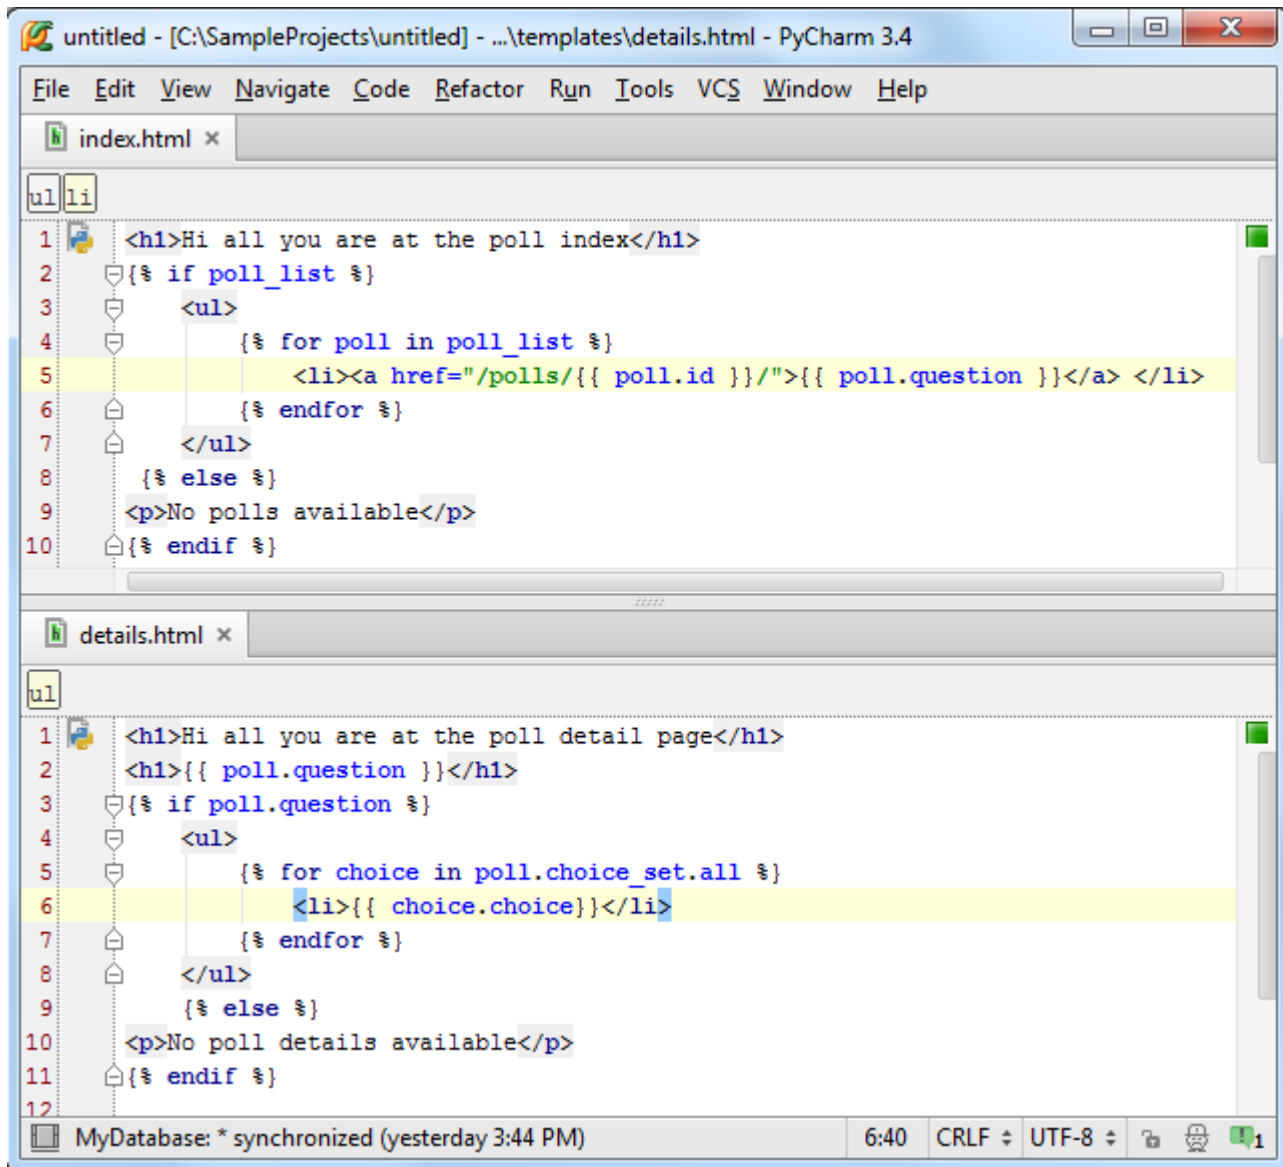 untitled - [C:\SampleProjects\untitled] - ...\templates\details.html - PyCharm 3.4
File Edit View Navigate Code Refactor Run Tools VCS Window Help
index.html
ul li
1 <h1>Hi all you are at the poll index</h1>
2 {% if poll_list %}
3 <ul>
4 {% for poll in poll_list %}
5 <li><a href="/polls/{{ poll.id }}/">{{ poll.question }}</a> </li>
6 {% endfor %}
7 </ul>
8 {% else %}
9 <p>No polls available</p>
10 {% endif %}
details.html
ul
1 <h1>Hi all you are at the poll detail page</h1>
2 <h1>{{ poll.question }}</h1>
3 {% if poll.question %}
4 <ul>
5 {% for choice in poll.choice_set.all %}
6 <li>{{ choice.choice}}</li>
7 {% endfor %}
8 </ul>
9 {% else %}
10 <p>No poll details available</p>
11 {% endif %}
12
MyDatabase: * synchronized (yesterday 3:44 PM) 6:40 CRLF UTF-8 1